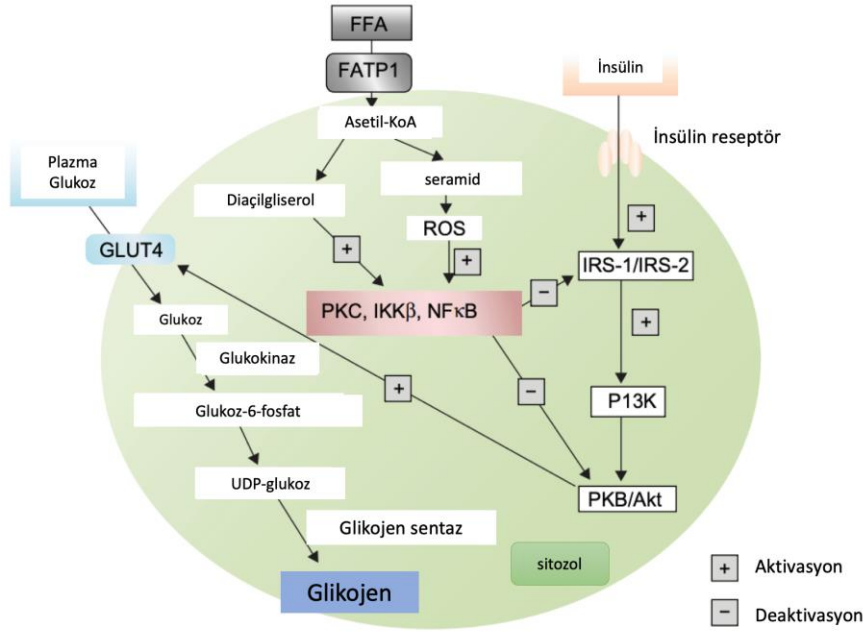 FFA
FATP1
Asetil-KoA
İnsülin
İnsülin reseptör
Plazma
Glukoz
Diaçilgliserol
seramid
ROS
+
+
+
GLUT4
IRS-1/IRS-2
PKC, IKKβ, NFκB
−
+
Glukoz
Glukokinaz
+
−
P13K
Glukoz-6-fosfat
UDP-glukoz
PKB/Akt
Glikojen sentaz
sitozol
Glikojen
+ Aktivasyon
− Deaktivasyon